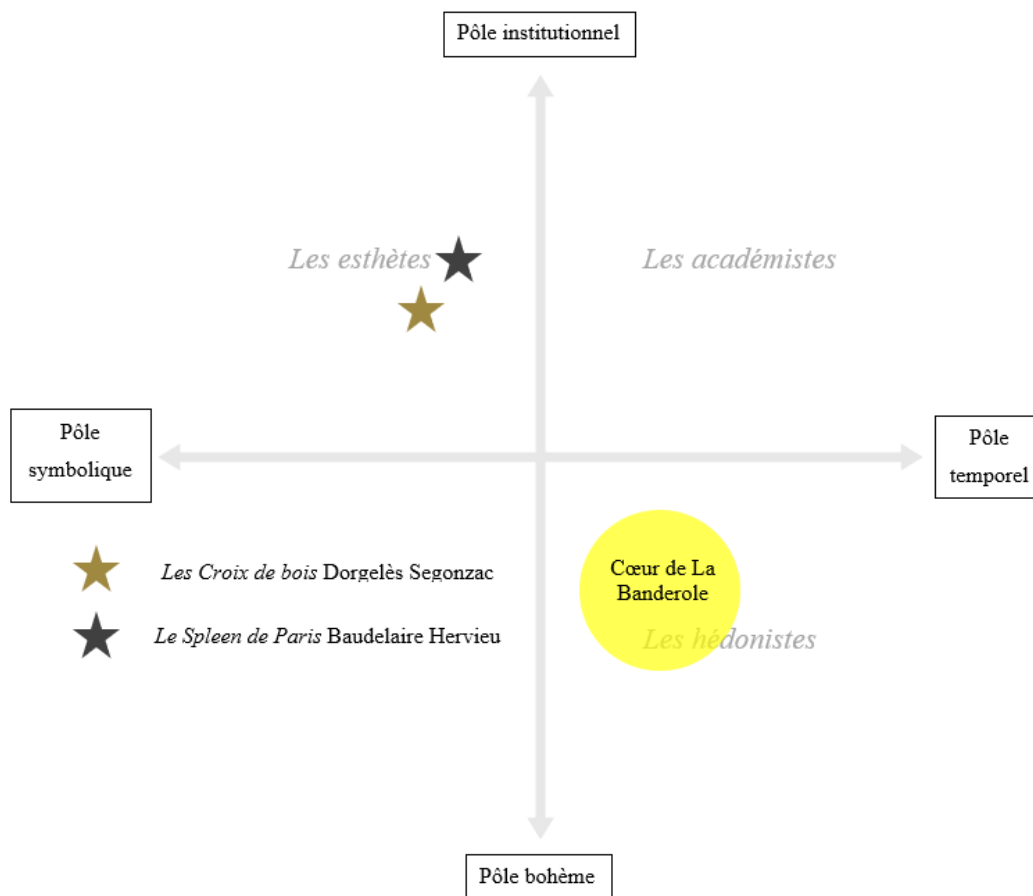 Pôle institutionnel
Les esthètes
Les académistes
Pôle
symbolique
Pôle
temporel
Les Croix de bois Dorgelès Segonzac
Le Spleen de Paris Baudelaire Hervieu
Cœur de La
Banderole
Les hédonistes
Pôle bohème